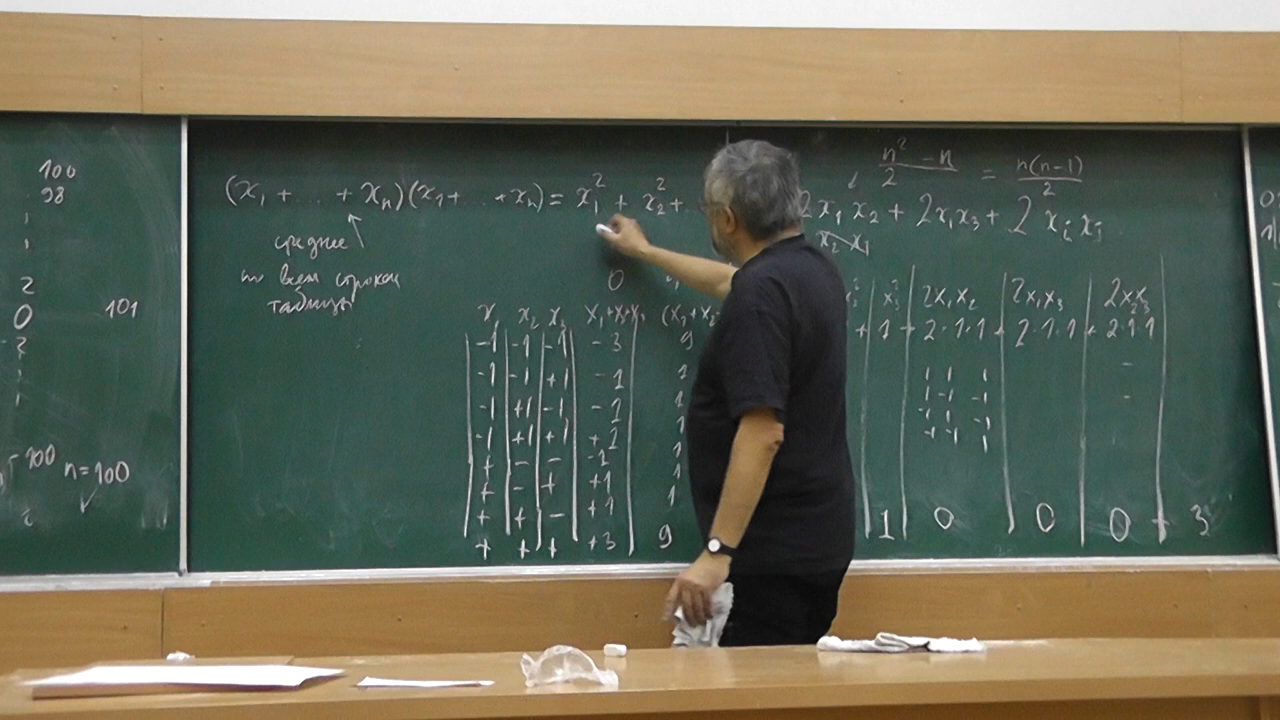 100
98
2
0 101
-2
100 n=100
(x₁ + ... + xₙ)(x₁ + ... + xₙ) = x₁² + x₂² + 2x₁x₂ + 2x₁x₃ + 2xᵢxⱼ
n² - n / 2 = n(n-1) / 2
x₂x₁
среднее
по всем строкам
таблицы
0
x₂ x₃ x₁+x₂+x₃ (x₁+x₂ x₃² 2x₁x₂ 2x₁x₃ 2x₂x₃
-1 -1 -1 -3 9 + 1 + 2·1·1 + 2·1·1 + 2·1·1
-1 -1 +1 -1 1
-1 +1 -1 -1 1
-1 +1 +1 +1 1
+ - - -1 1
+ - + +1 1
+ + - +1
+ + + +3 9
1 1 1
1 -1 -1
-1 1 -1
-1 -1 1
1 0 0 0 + 3